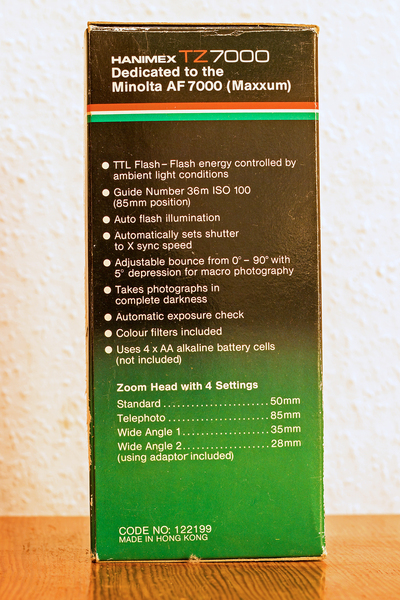 HANIMEX TZ7000
Dedicated to the
Minolta AF 7000 (Maxxum)
● TTL Flash – Flash energy controlled by
ambient light conditions
● Guide Number 36m ISO 100
(85mm position)
● Auto flash illumination
● Automatically sets shutter
to X sync speed
● Adjustable bounce from 0° – 90° with
5° depression for macro photography
● Takes photographs in
complete darkness
● Automatic exposure check
● Colour filters included
● Uses 4 x AA alkaline battery cells
(not included)
Zoom Head with 4 Settings
Standard ........................ 50mm
Telephoto ...................... 85mm
Wide Angle 1 .................. 35mm
Wide Angle 2 .................. 28mm
(using adaptor included)
CODE NO: 122199
MADE IN HONG KONG